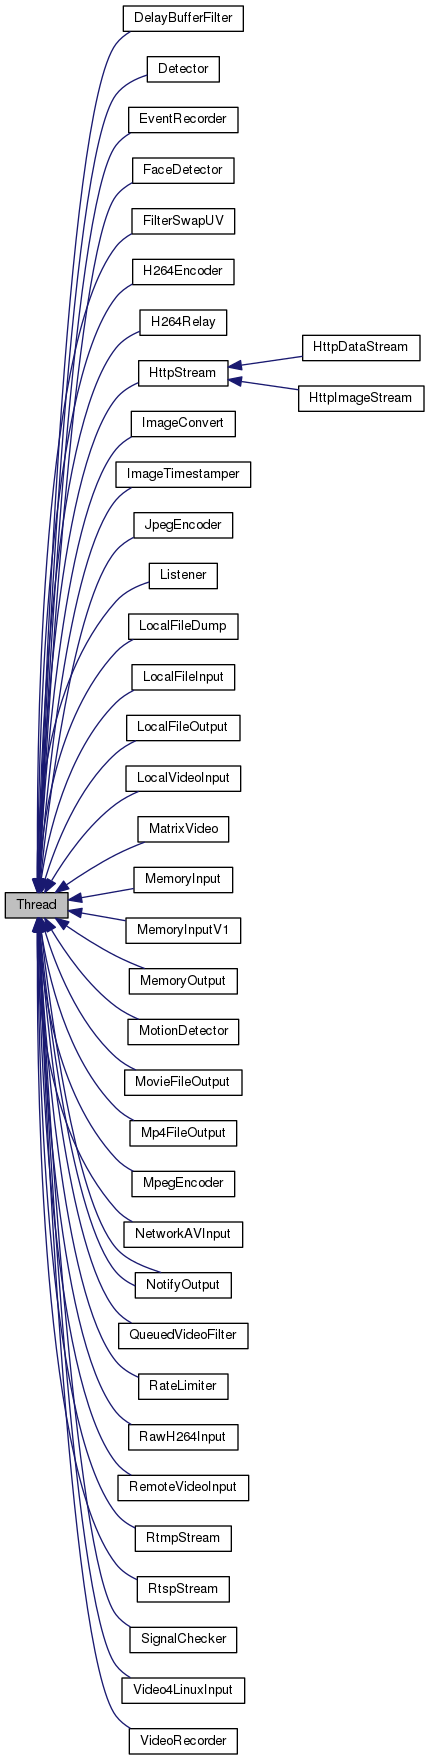 DelayBufferFilter
Detector
EventRecorder
FaceDetector
FilterSwapUV
H264Encoder
H264Relay
HttpDataStream
HttpStream
HttpImageStream
ImageConvert
ImageTimestamper
JpegEncoder
Listener
LocalFileDump
LocalFileInput
LocalFileOutput
LocalVideoInput
MatrixVideo
MemoryInput
Thread
MemoryInputV1
MemoryOutput
MotionDetector
MovieFileOutput
Mp4FileOutput
MpegEncoder
NetworkAVInput
NotifyOutput
QueuedVideoFilter
RateLimiter
RawH264Input
RemoteVideoInput
RtmpStream
RtspStream
SignalChecker
Video4LinuxInput
VideoRecorder